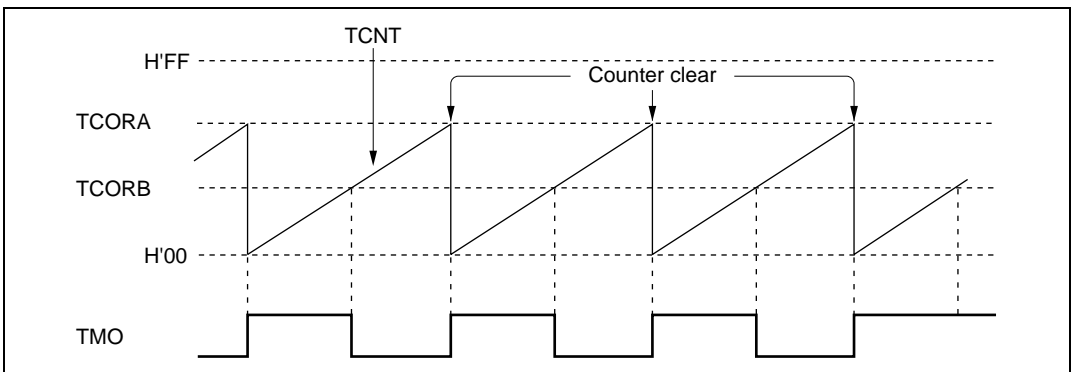 TCNT
H'FF
Counter clear
TCORA
TCORB
H'00
TMO